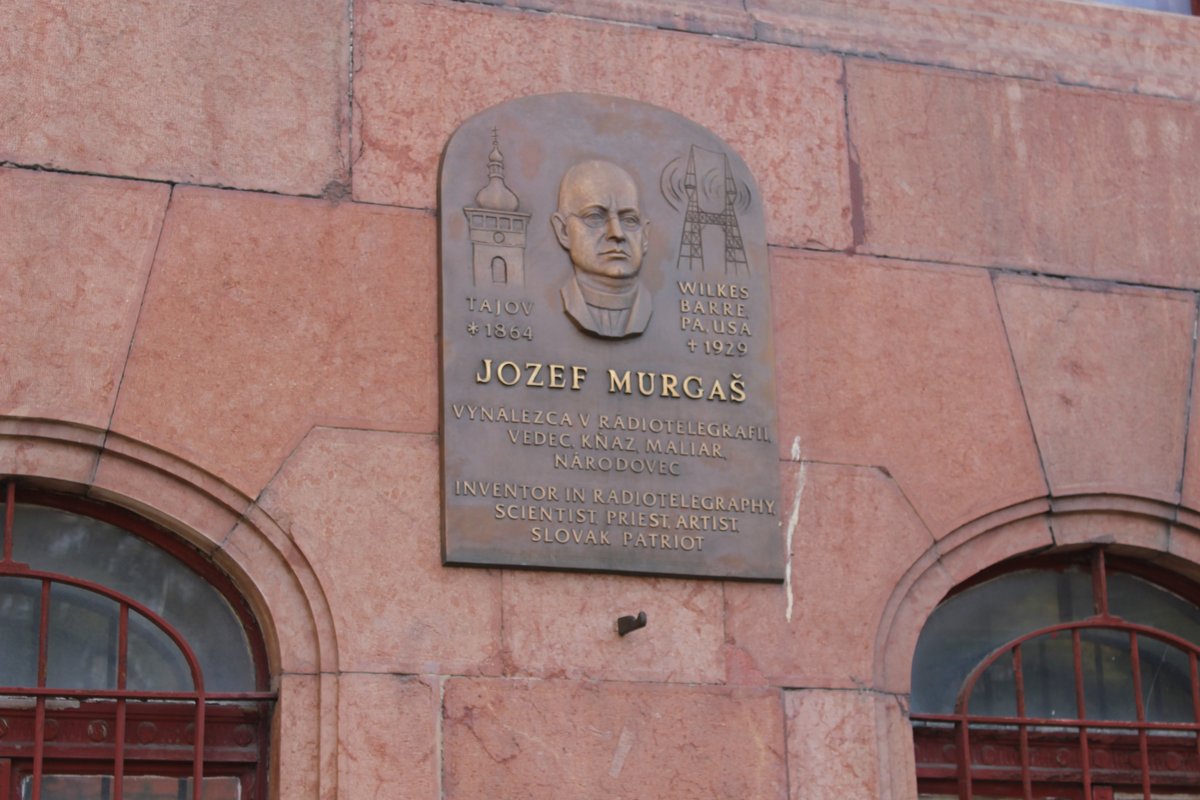 TAJOV
*1864
WILKES
BARRE,
PA, USA
+1929
JOZEF MURGAŠ
VYNÁLEZCA V RÁDIOTELEGRAFII,
VEDEC, KŇAZ, MALIAR,
NÁRODOVEC
INVENTOR IN RADIOTELEGRAPHY,
SCIENTIST, PRIEST, ARTIST,
SLOVAK PATRIOT